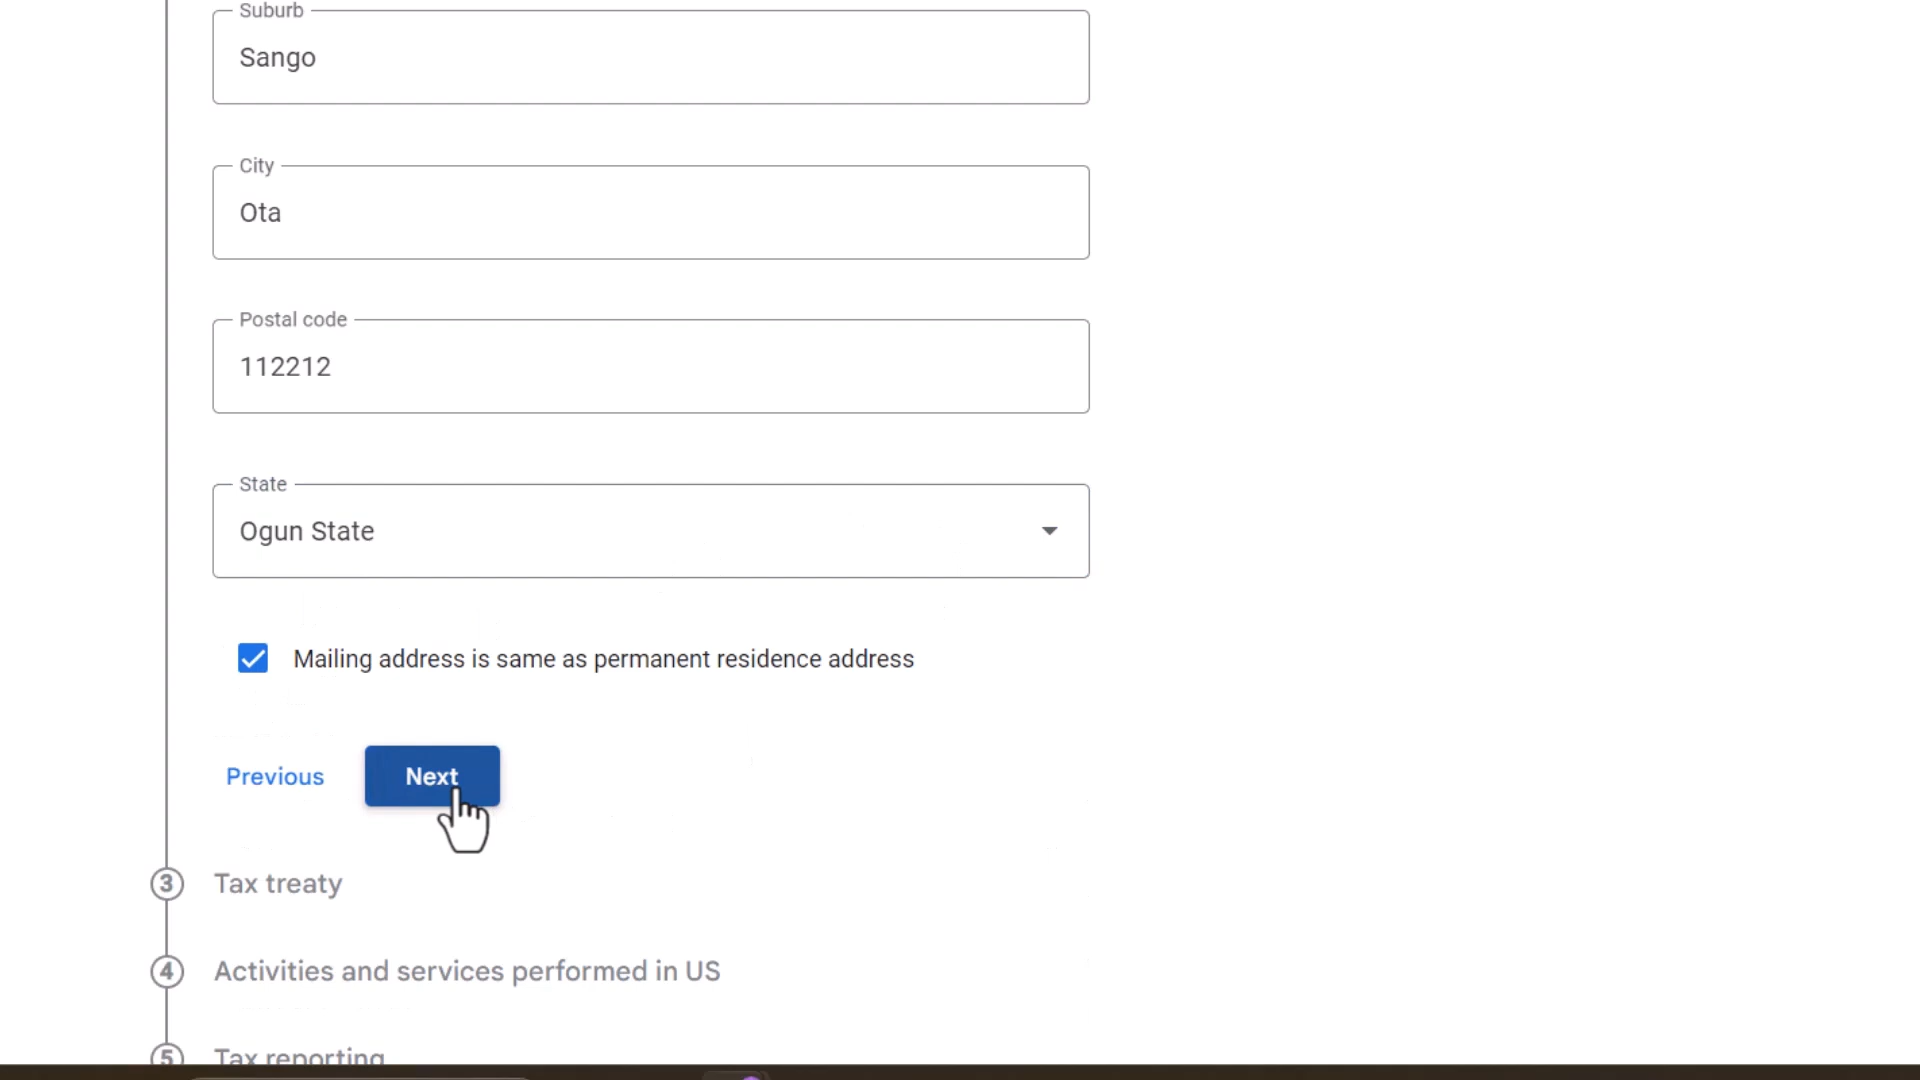 Suburb
Sango
City
Ota
Postal code
112212
State
Ogun State
Mailing address is same as permanent residence address
Previous
Next
3 Tax treaty
4 Activities and services performed in US
5 Tax reporting